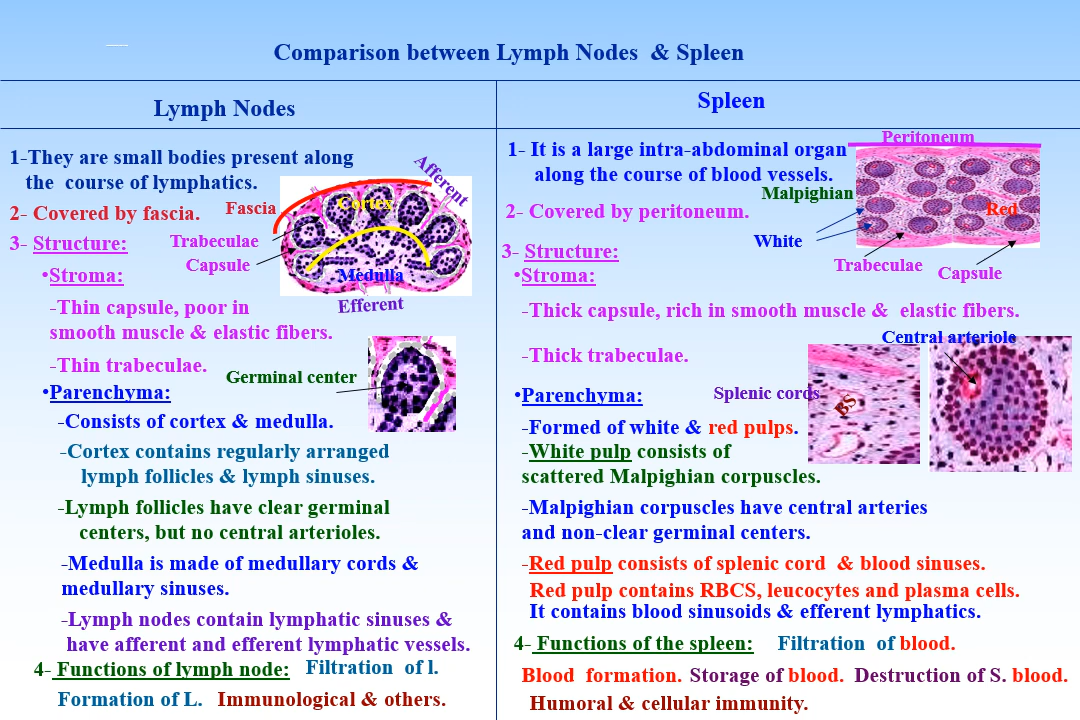 Comparison between Lymph Nodes & Spleen
Lymph Nodes
1-They are small bodies present along
the course of lymphatics.
2- Covered by fascia.
3- Structure:
•Stroma:
-Thin capsule, poor in
smooth muscle & elastic fibers.
-Thin trabeculae.
•Parenchyma:
-Consists of cortex & medulla.
-Cortex contains regularly arranged
lymph follicles & lymph sinuses.
-Lymph follicles have clear germinal
centers, but no central arterioles.
-Medulla is made of medullary cords &
medullary sinuses.
-Lymph nodes contain lymphatic sinuses &
have afferent and efferent lymphatic vessels.
4- Functions of lymph node: Filtration of l.
Formation of L. Immunological & others.
Afferent
Fascia
Cortex
Trabeculae
Capsule
Medulla
Efferent
Germinal center
Spleen
1- It is a large intra-abdominal organ
along the course of blood vessels.
2- Covered by peritoneum.
3- Structure:
•Stroma:
-Thick capsule, rich in smooth muscle & elastic fibers.
-Thick trabeculae.
•Parenchyma:
-Formed of white & red pulps.
-White pulp consists of
scattered Malpighian corpuscles.
-Malpighian corpuscles have central arteries
and non-clear germinal centers.
-Red pulp consists of splenic cord & blood sinuses.
Red pulp contains RBCS, leucocytes and plasma cells.
It contains blood sinusoids & efferent lymphatics.
4- Functions of the spleen: Filtration of blood.
Blood formation. Storage of blood. Destruction of S. blood.
Humoral & cellular immunity.
Peritoneum
Malpighian
Red
White
Trabeculae
Capsule
Central arteriole
Splenic cords
BS